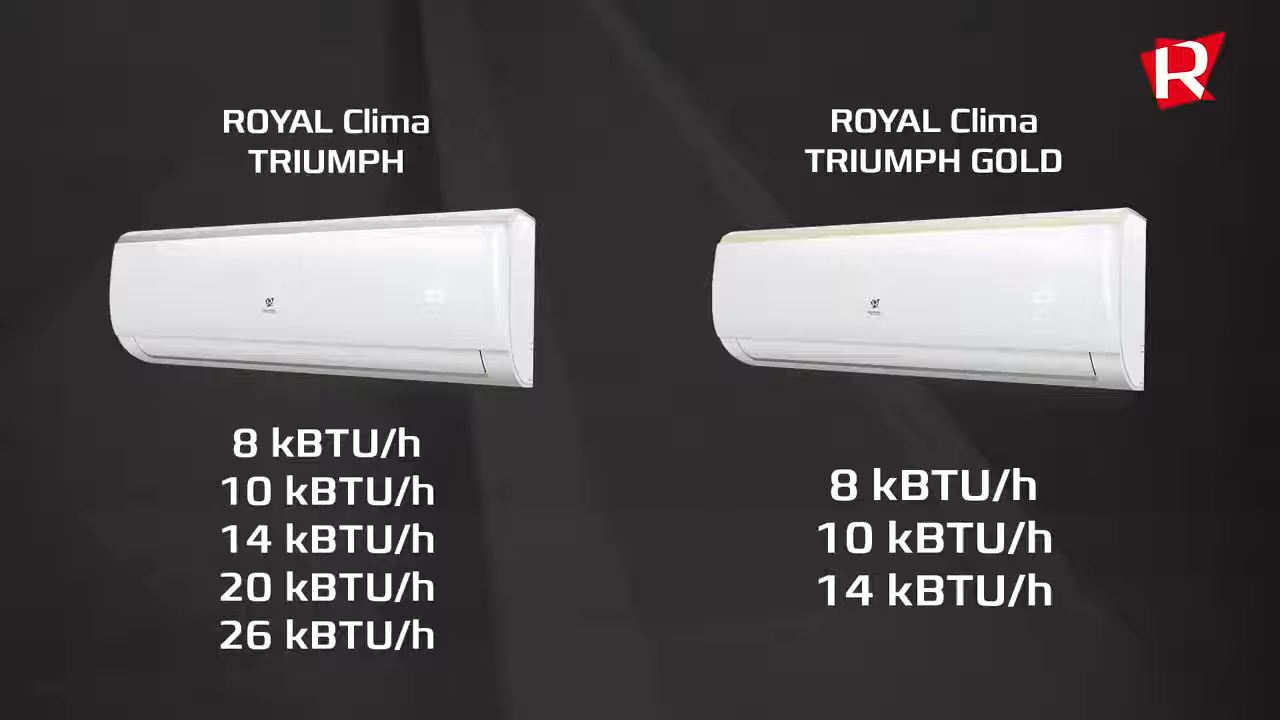 ROYAL Clima
TRIUMPH
8 kBTU/h
10 kBTU/h
14 kBTU/h
20 kBTU/h
26 kBTU/h
ROYAL Clima
TRIUMPH GOLD
8 kBTU/h
10 kBTU/h
14 kBTU/h
R